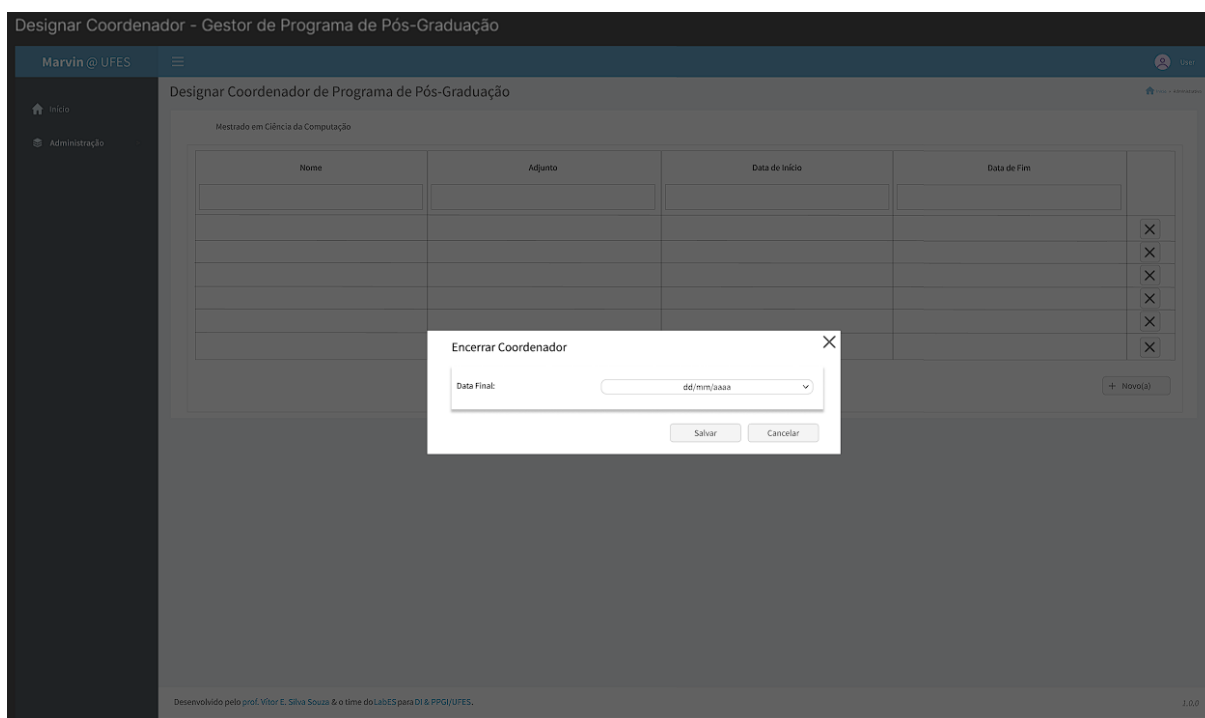 Designar Coordenador - Gestor de Programa de Pós-Graduação
Marvin @ UFES
User
Designar Coordenador de Programa de Pós-Graduação
Início
Mestrado em Ciência da Computação
Administração
Nome Adjunto Data de Início Data de Fim
Encerrar Coordenador
Data Final: dd/mm/aaaa
+ Novo(a)
Salvar Cancelar
Desenvolvido pelo prof. Vítor E. Silva Souza & o time do LabES para DI & PPGI/UFES.
1.0.0